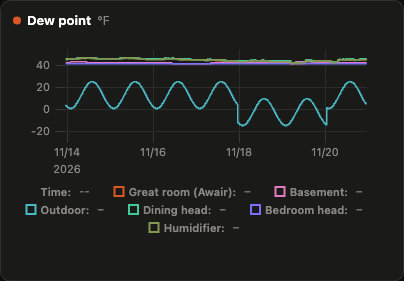 Dew point °F
40
20
0
-20
11/14 11/16 11/18 11/20
2026
Time: -- Great room (Awair): – Basement: –
Outdoor: – Dining head: – Bedroom head: –
Humidifier: –